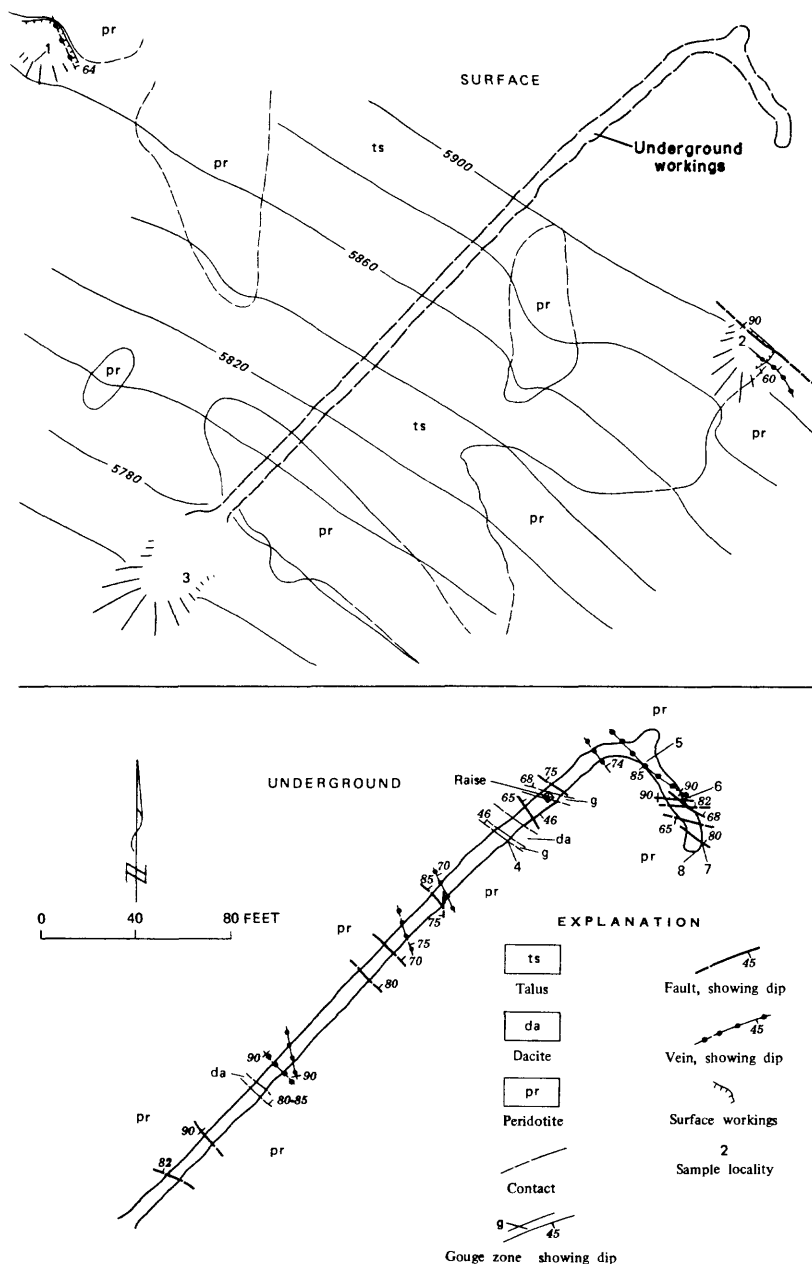 pr
1
64
SURFACE
ts
5900
Underground
workings
pr
5860
pr
90
2
60
5820
pr
ts
pr
5780
pr
pr
3
pr
UNDERGROUND
75
74
5
Raise
68
85
90
g
6
65
90
82
46
46
68
da
65
80
g
4
pr
8
7
70
85
pr
75
EXPLANATION
N
0 40 80 FEET
pr
75
70
80
ts
Talus
45
Fault, showing dip
da
Dacite
45
Vein, showing dip
90
da
90
80-85
pr
Peridotite
Surface workings
pr
90
pr
2
Sample locality
82
Contact
g
45
Gouge zone showing dip